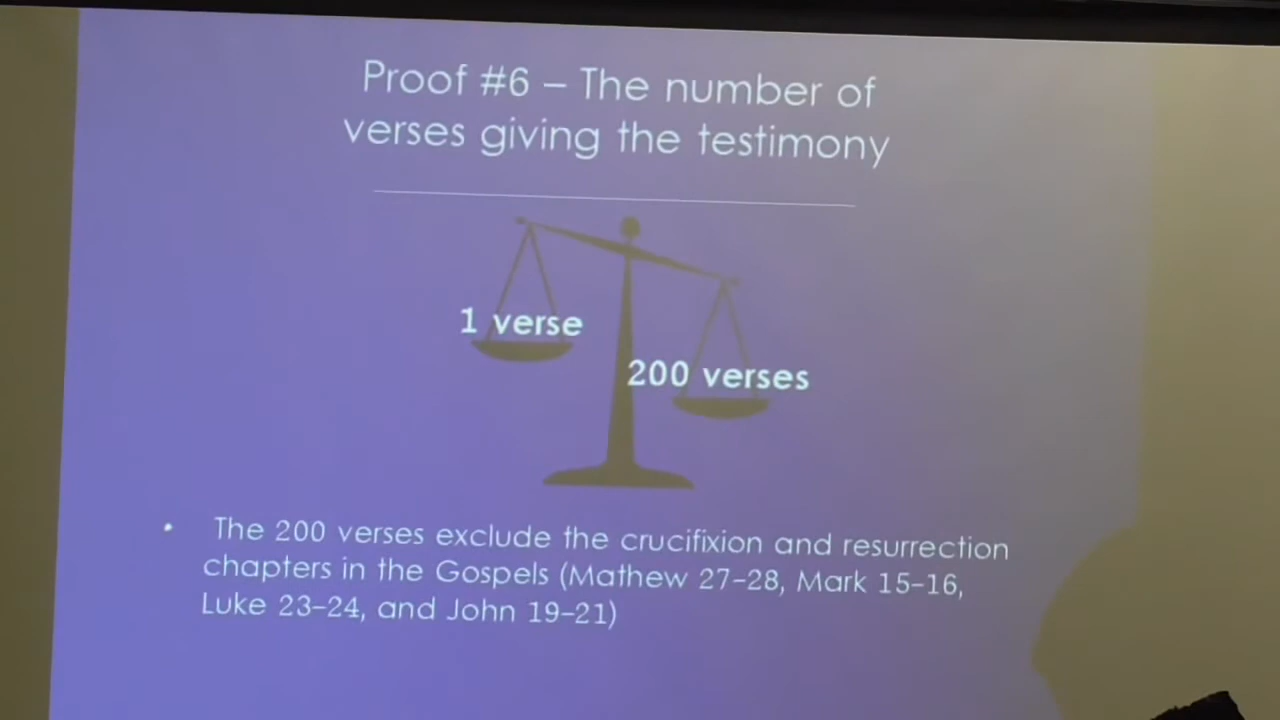 Proof #6 – The number of
verses giving the testimony
1 verse
200 verses
• The 200 verses exclude the crucifixion and resurrection
chapters in the Gospels (Mathew 27–28, Mark 15–16,
Luke 23–24, and John 19–21)